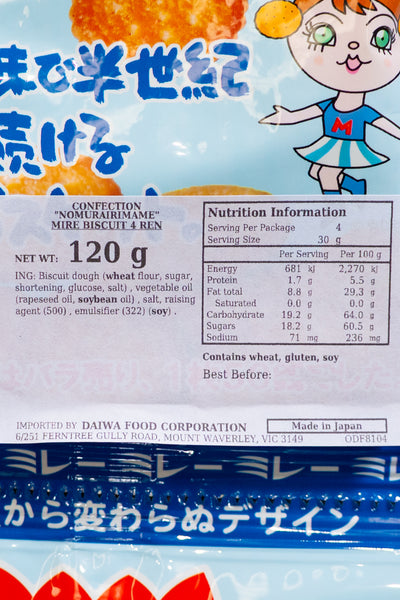 味で半世紀
続ける
M
CONFECTION
"NOMURAIRIMAME"
MIRE BISCUIT 4 REN
NET WT: 120 g
ING: Biscuit dough (wheat flour, sugar,
shortening, glucose, salt) , vegetable oil
(rapeseed oil, soybean oil) , salt, raising
agent (500) , emulsifier (322) (soy) .
Nutrition Information
Serving Per Package 4
Serving Size 30 g
Per Serving Per 100 g
Energy 681 kJ 2,270 kJ
Protein 1.7 g 5.5 g
Fat total 8.8 g 29.3 g
Saturated 0.0 g 0.0 g
Carbohydrate 19.2 g 64.0 g
Sugars 18.2 g 60.5 g
Sodium 71 mg 236 mg
Contains wheat, gluten, soy
Best Before:
IMPORTED BY DAIWA FOOD CORPORATION
6/251 FERNTREE GULLY ROAD, MOUNT WAVERLEY, VIC 3149
Made in Japan
ODF8104
ミレー ミレー ミレー ミレー
から変わらぬデザイン